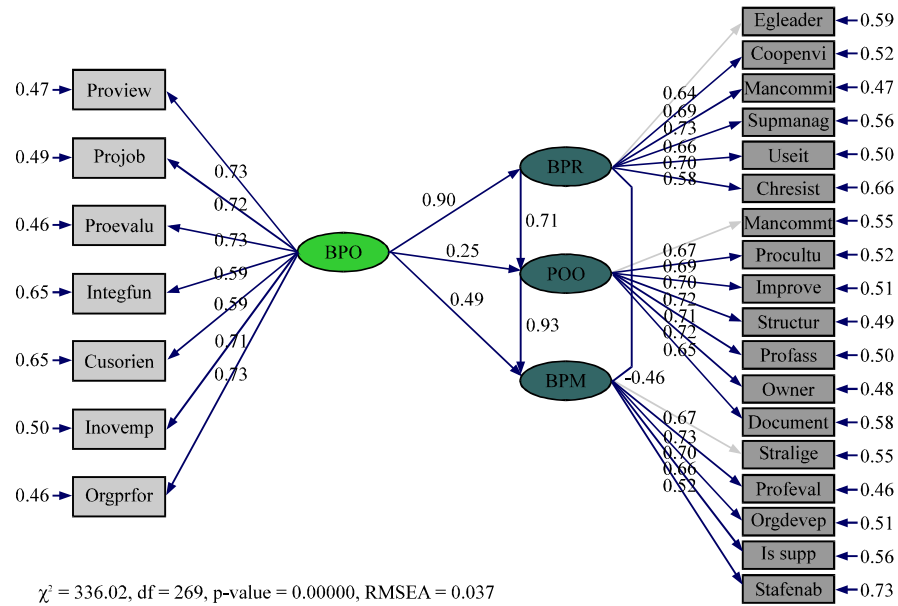 0.47 Proview
0.49 Projob
0.46 Proevalu
0.65 Integfun
0.65 Cusorien
0.50 Inovemp
0.46 Orgprfor
0.73
0.72
0.73
0.59
0.59
0.71
0.73
BPO
0.90
0.25
0.49
BPR
0.71
POO
0.93
BPM
-0.46
0.64
0.69
0.73
0.66
0.70
0.58
0.67
0.69
0.70
0.72
0.71
0.72
0.65
0.67
0.73
0.70
0.66
0.52
Egleader 0.59
Coopenvi 0.52
Mancommi 0.47
Supmanag 0.56
Useit 0.50
Chresist 0.66
Mancommt 0.55
Procultu 0.52
Improve 0.51
Structur 0.49
Profass 0.50
Owner 0.48
Document 0.58
Stralige 0.55
Profeval 0.46
Orgdevep 0.51
Is supp 0.56
Stafenab 0.73
χ² = 336.02, df = 269, p-value = 0.00000, RMSEA = 0.037